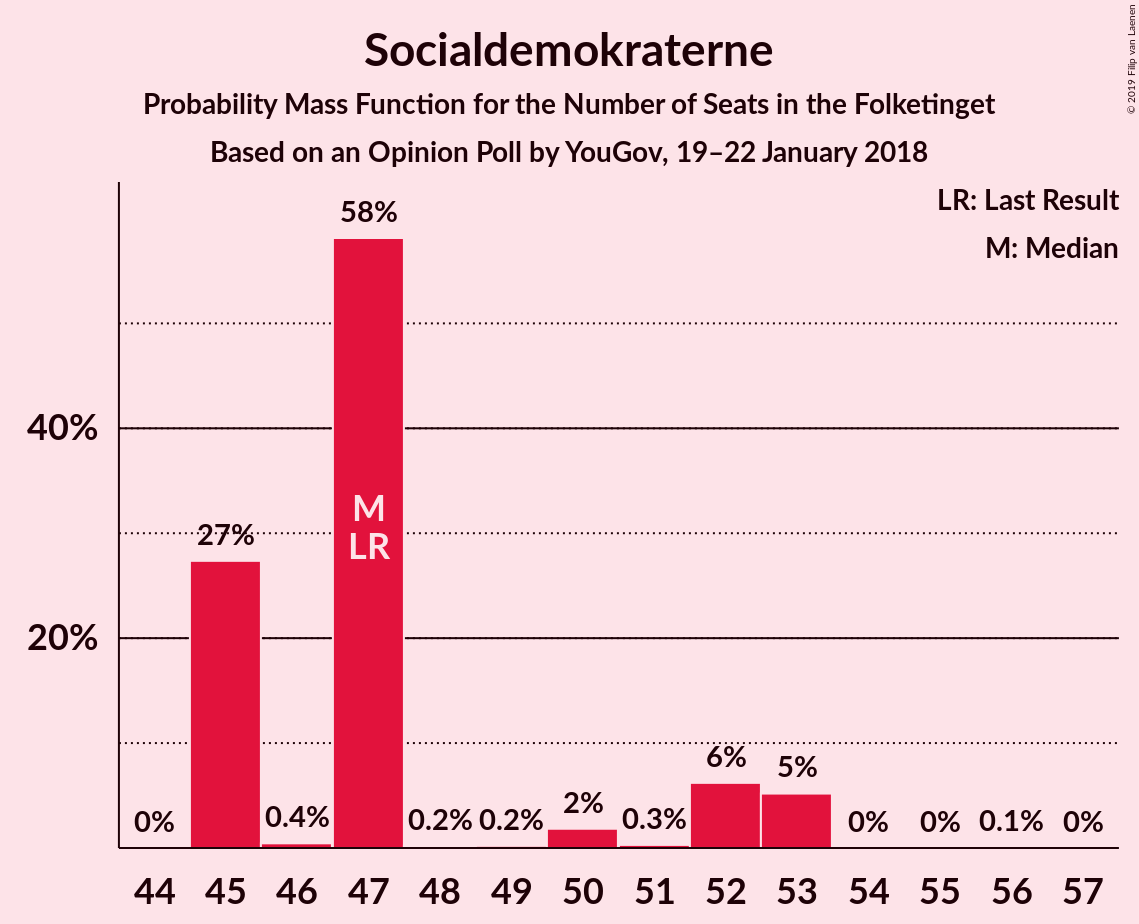 Socialdemokraterne
Probability Mass Function for the Number of Seats in the Folketinget
Based on an Opinion Poll by YouGov, 19–22 January 2018
© 2019 Filip van Laenen
LR: Last Result
M: Median
40%
20%
0%
27%
0.4%
58%
M
LR
0.2%
0.2%
2%
0.3%
6%
5%
0%
0%
0.1%
0%
44 45 46 47 48 49 50 51 52 53 54 55 56 57